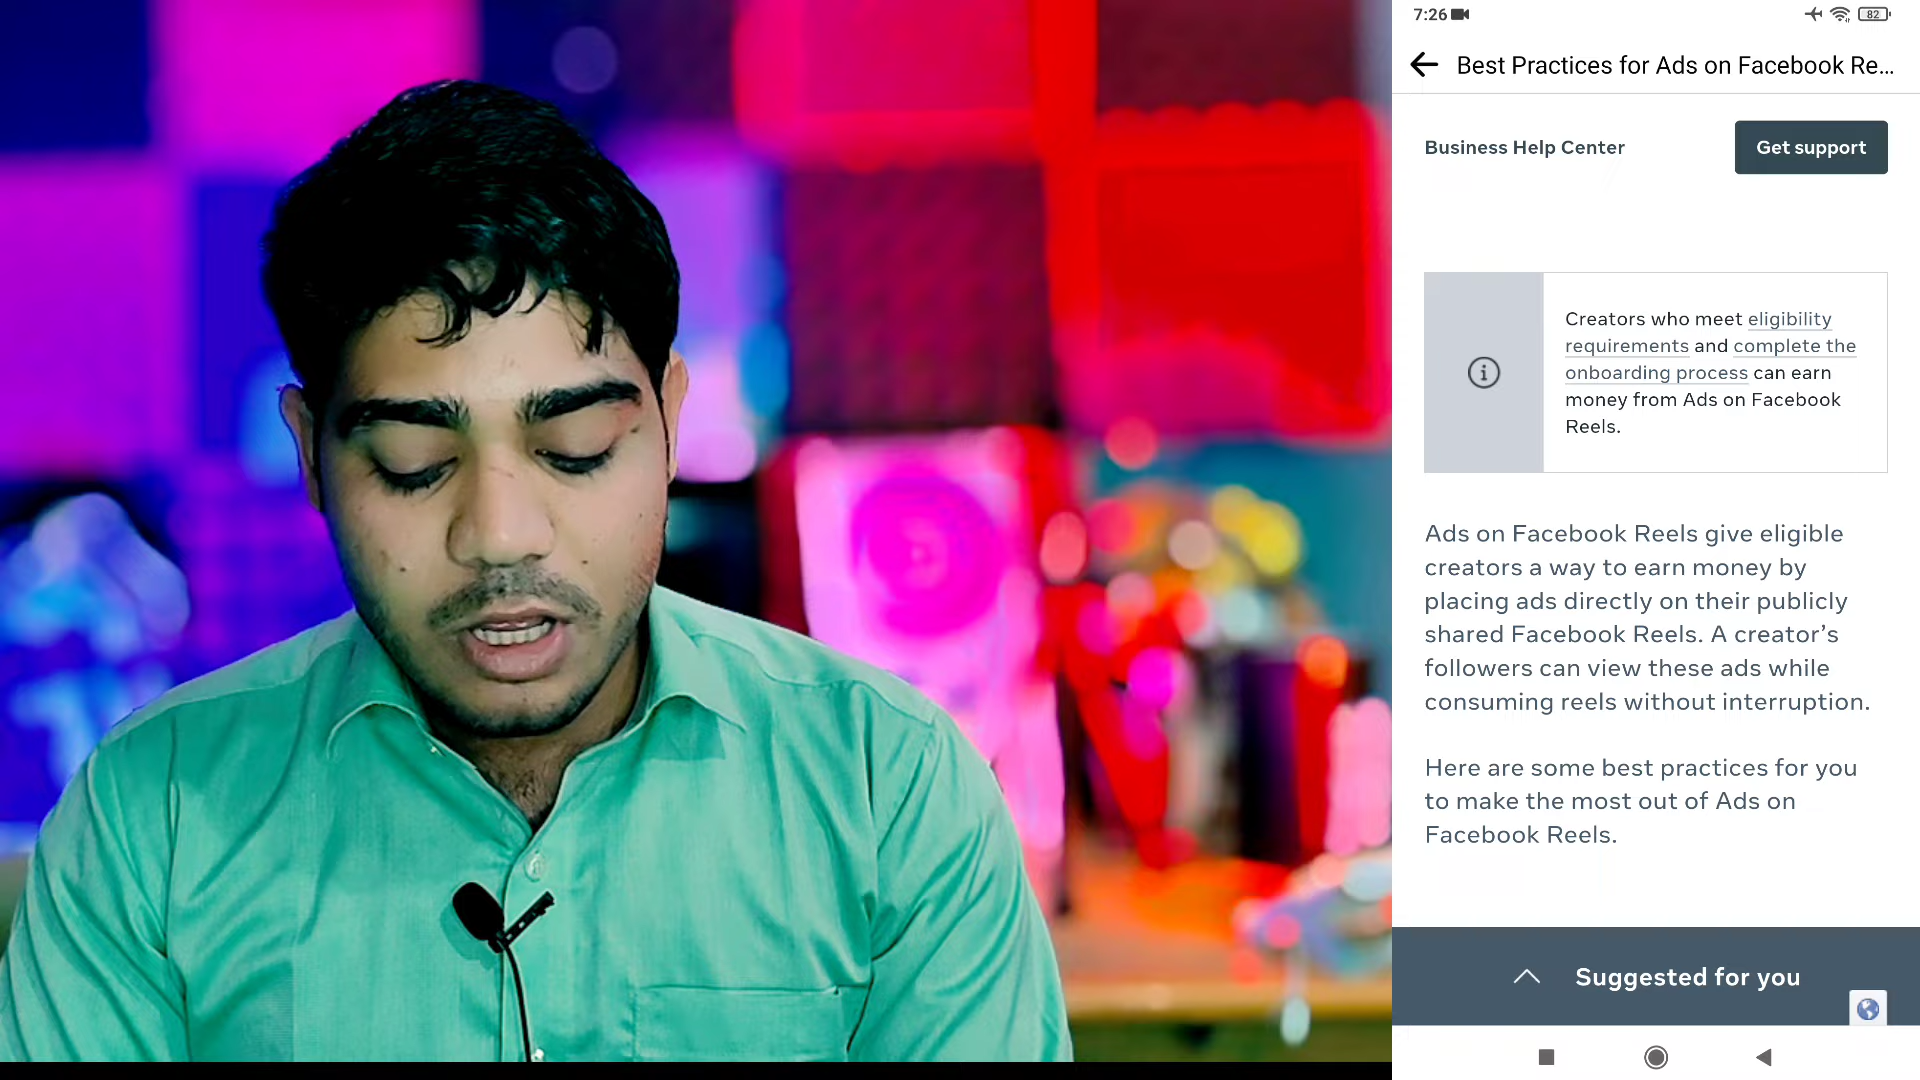 7:26
82
Best Practices for Ads on Facebook Re...
Business Help Center
Get support
Creators who meet eligibility
requirements and complete the
onboarding process can earn
money from Ads on Facebook
Reels.
Ads on Facebook Reels give eligible
creators a way to earn money by
placing ads directly on their publicly
shared Facebook Reels. A creator’s
followers can view these ads while
consuming reels without interruption.
Here are some best practices for you
to make the most out of Ads on
Facebook Reels.
Suggested for you